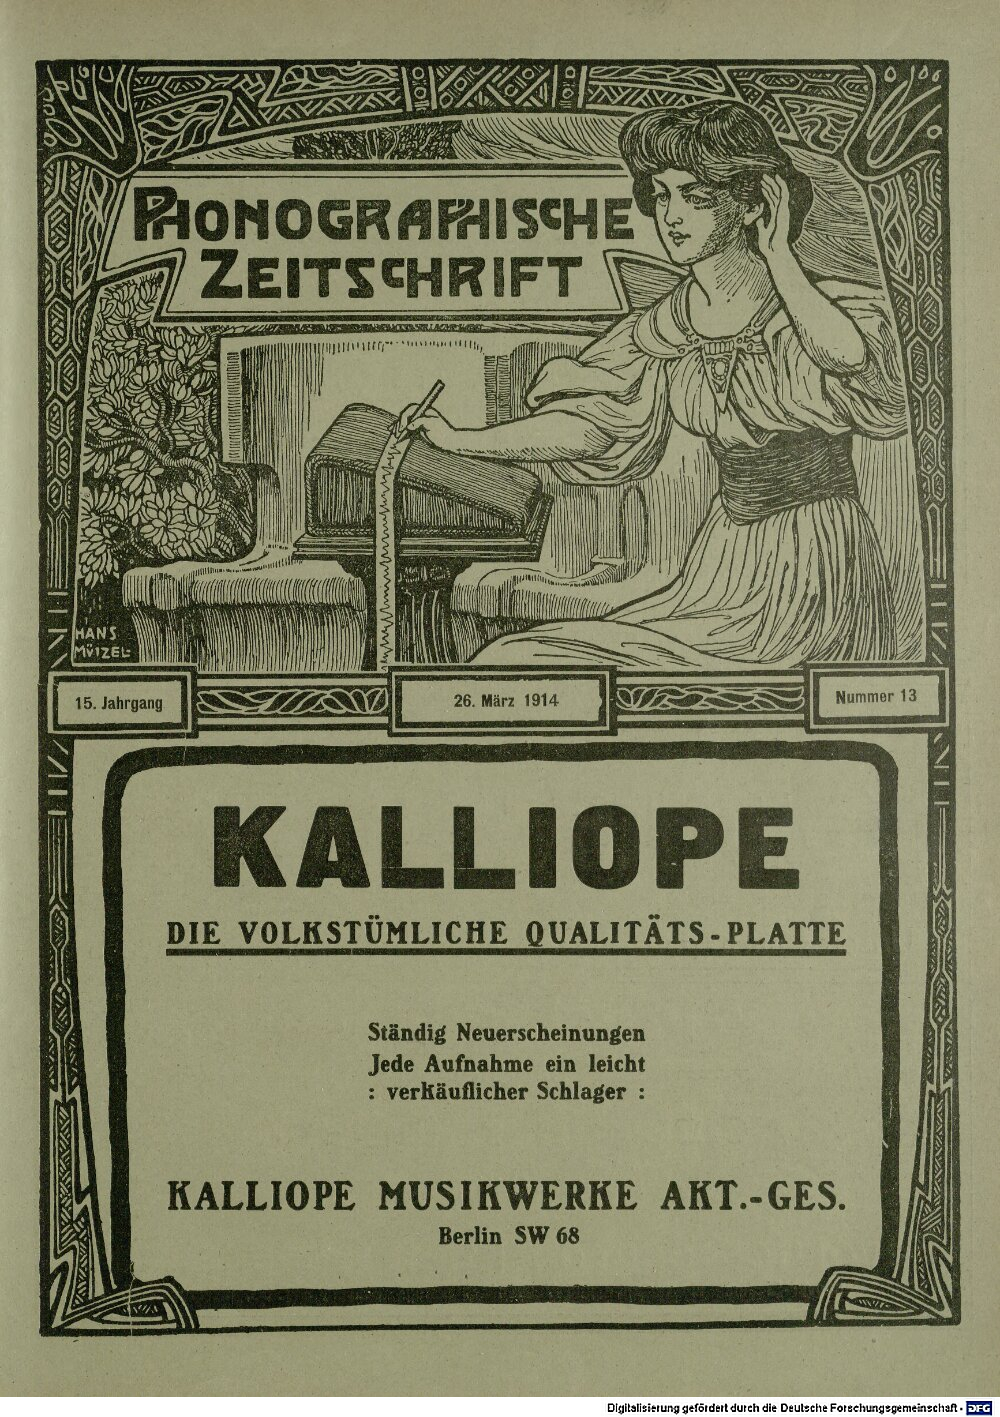 PHONOGRAPHISCHE
ZEITSCHRIFT
HANS
MÜTZEL
15. Jahrgang
26. März 1914
Nummer 13
KALLIOPE
DIE VOLKSTÜMLICHE QUALITÄTS-PLATTE
Ständig Neuerscheinungen
Jede Aufnahme ein leicht
: verkäuflicher Schlager :
KALLIOPE MUSIKWERKE AKT.-GES.
Berlin SW 68
Digitalisierung gefördert durch die Deutsche Forschungsgemeinschaft - DFG